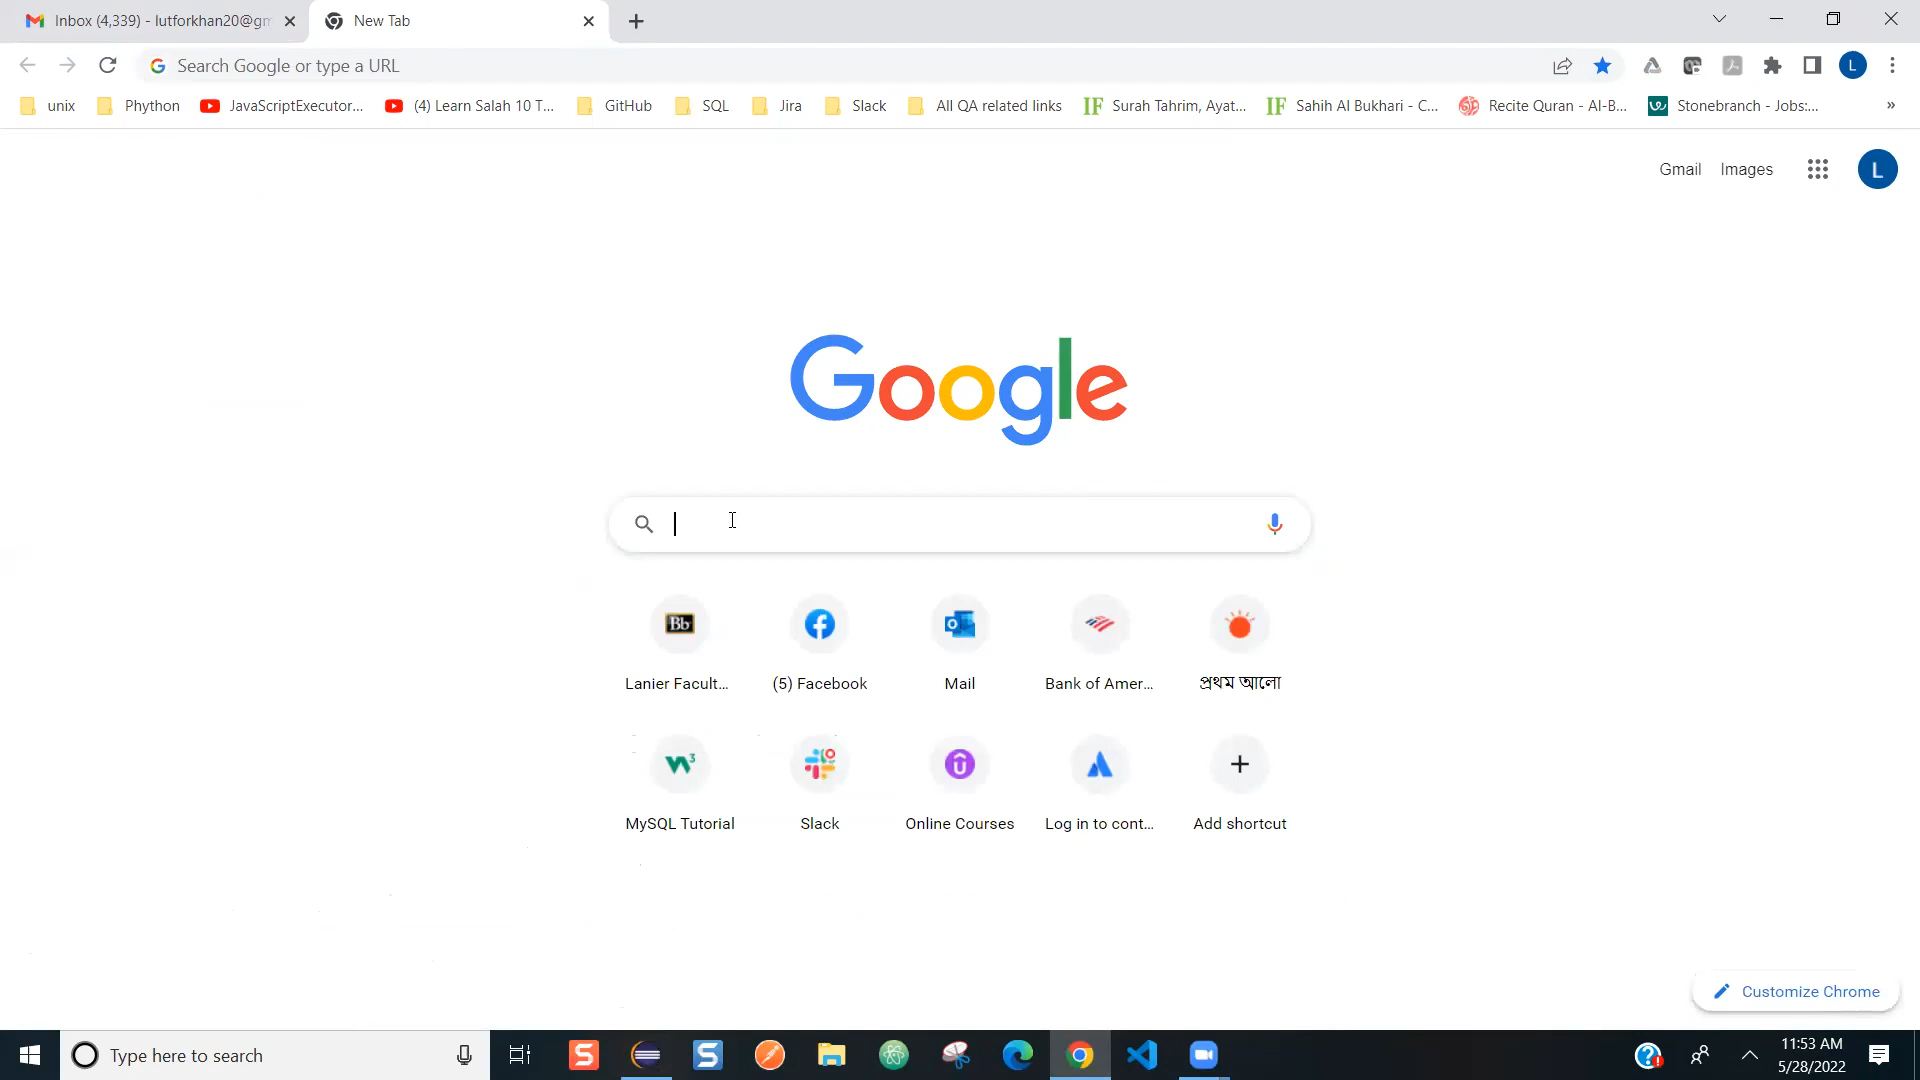 Inbox (4,339) - lutforkhan20@gm
New Tab
Search Google or type a URL
L
unix
Phython
JavaScriptExecutor...
(4) Learn Salah 10 T...
GitHub
SQL
Jira
Slack
All QA related links
IF Surah Tahrim, Ayat...
IF Sahih Al Bukhari - C...
Recite Quran - Al-B...
Stonebranch - Jobs:...
»
Gmail
Images
L
Google
Bb
Lanier Facult...
(5) Facebook
Mail
Bank of Amer...
প্রথম আলো
MySQL Tutorial
Slack
Online Courses
Log in to cont...
Add shortcut
Customize Chrome
Type here to search
11:53 AM
5/28/2022